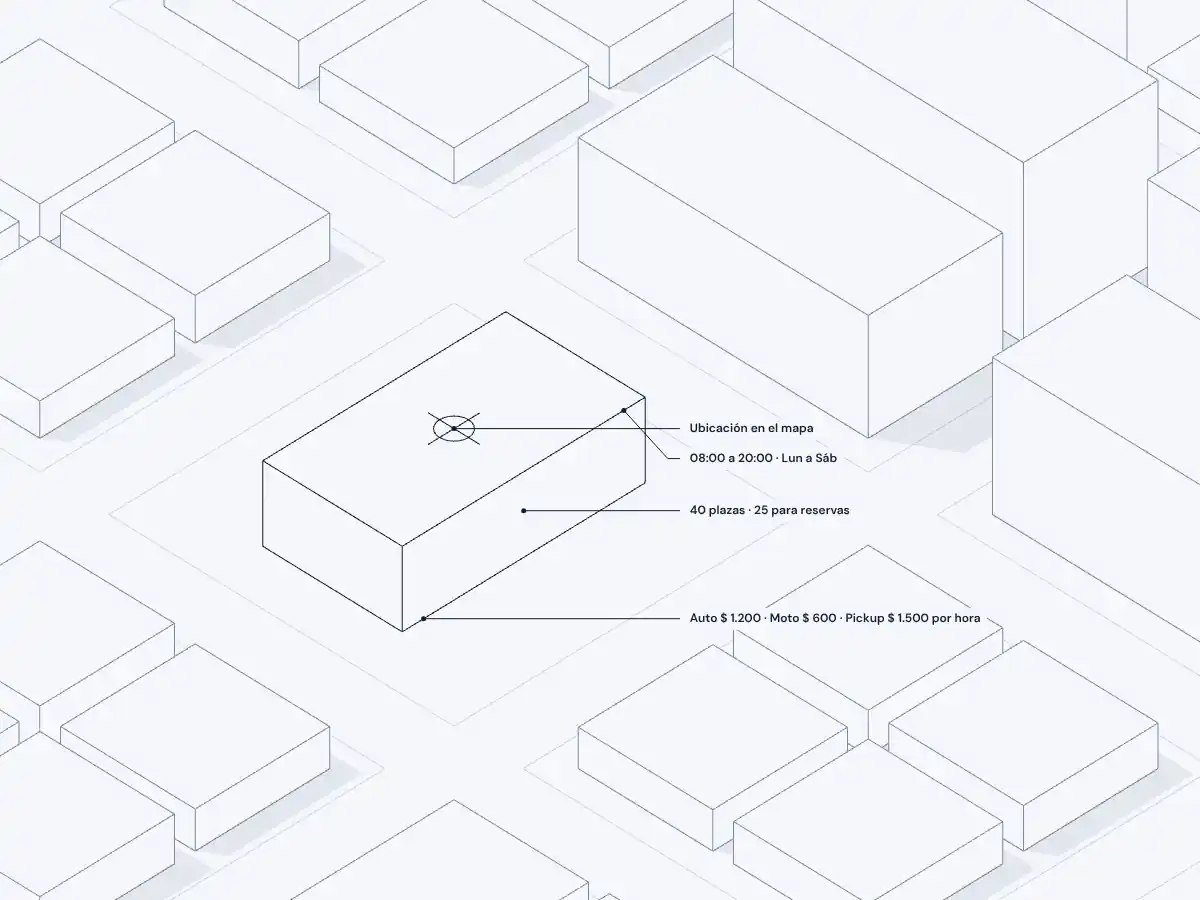 Ubicación en el mapa
08:00 a 20:00 · Lun a Sáb
40 plazas · 25 para reservas
Auto $ 1.200 · Moto $ 600 · Pickup $ 1.500 por hora